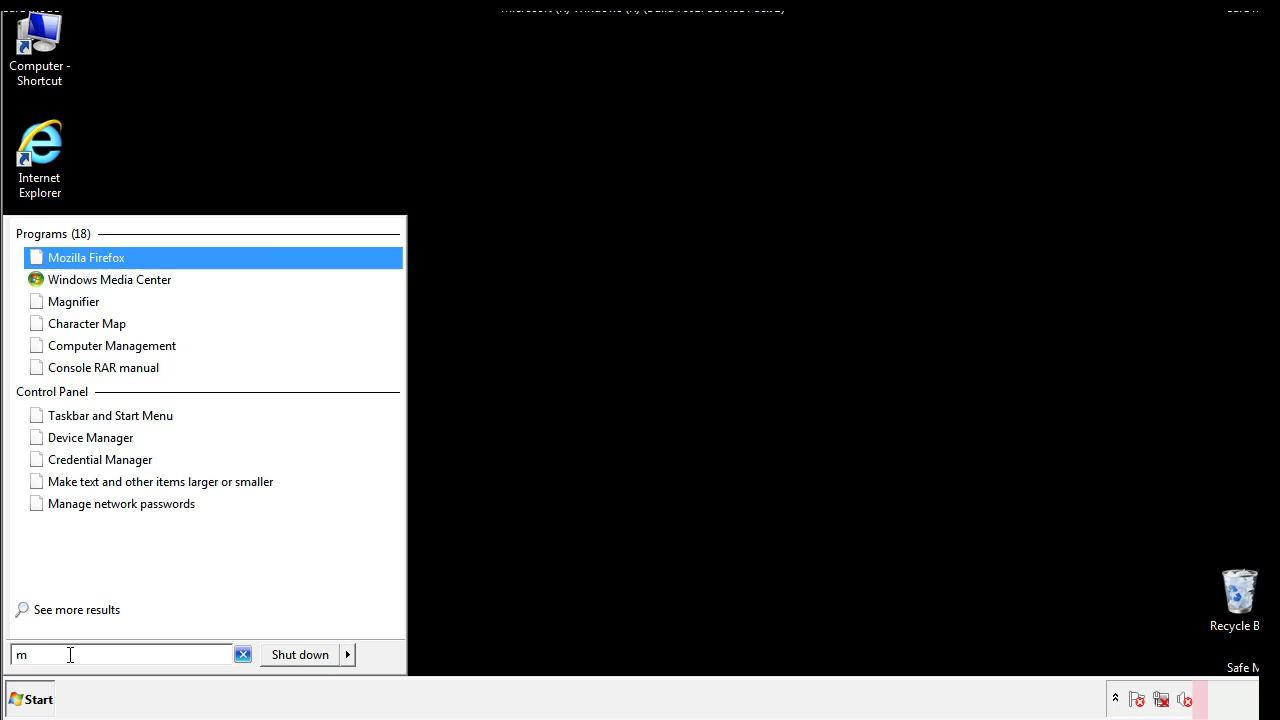 Computer -
Shortcut
Internet
Explorer
Programs (18)
Mozilla Firefox
Windows Media Center
Magnifier
Character Map
Computer Management
Console RAR manual
Control Panel
Taskbar and Start Menu
Device Manager
Credential Manager
Make text and other items larger or smaller
Manage network passwords
See more results
m
Shut down
Recycle B
Safe M
Start